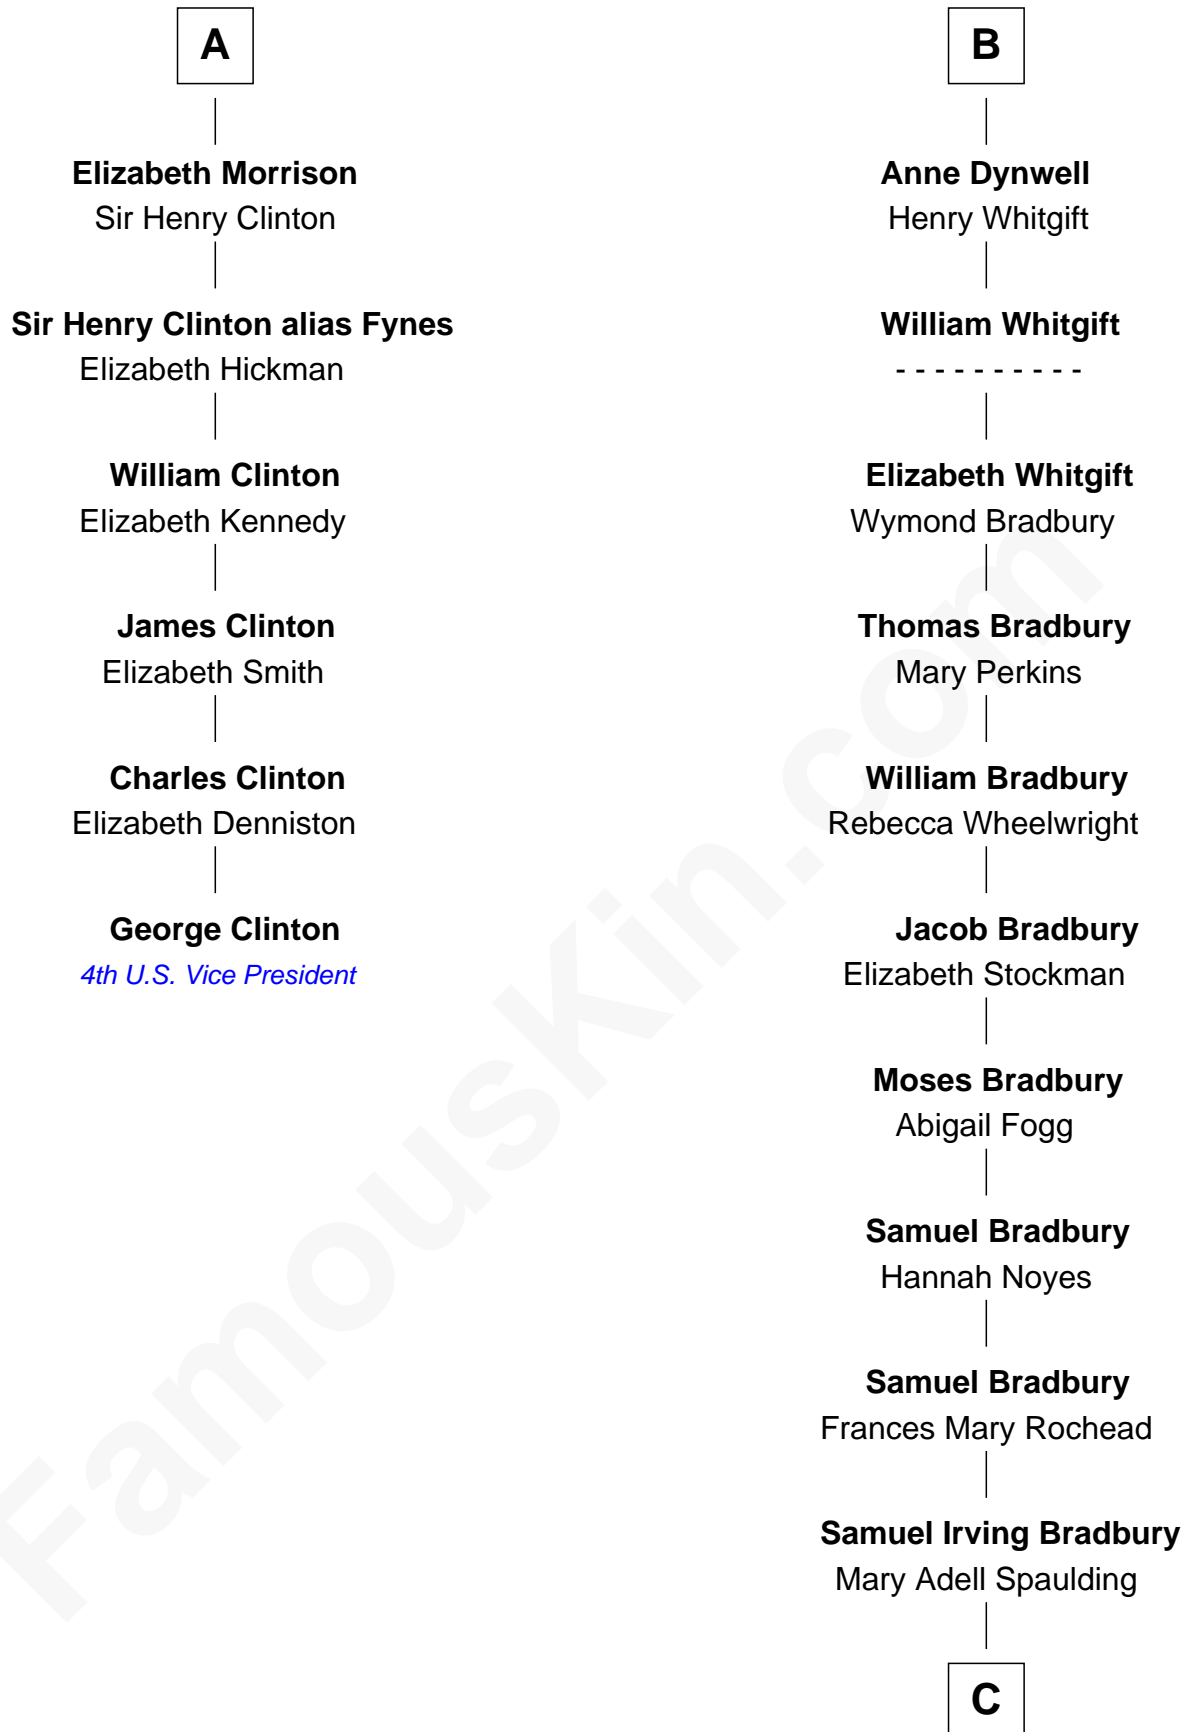 A
Elizabeth Morrison
Sir Henry Clinton
Sir Henry Clinton alias Fynes
Elizabeth Hickman
William Clinton
Elizabeth Kennedy
James Clinton
Elizabeth Smith
Charles Clinton
Elizabeth Denniston
George Clinton
4th U.S. Vice President
B
Anne Dynwell
Henry Whitgift
William Whitgift
- - - - - - - - - -
Elizabeth Whitgift
Wymond Bradbury
Thomas Bradbury
Mary Perkins
William Bradbury
Rebecca Wheelwright
Jacob Bradbury
Elizabeth Stockman
Moses Bradbury
Abigail Fogg
Samuel Bradbury
Hannah Noyes
Samuel Bradbury
Frances Mary Rochead
Samuel Irving Bradbury
Mary Adell Spaulding
C
FamousKin.com